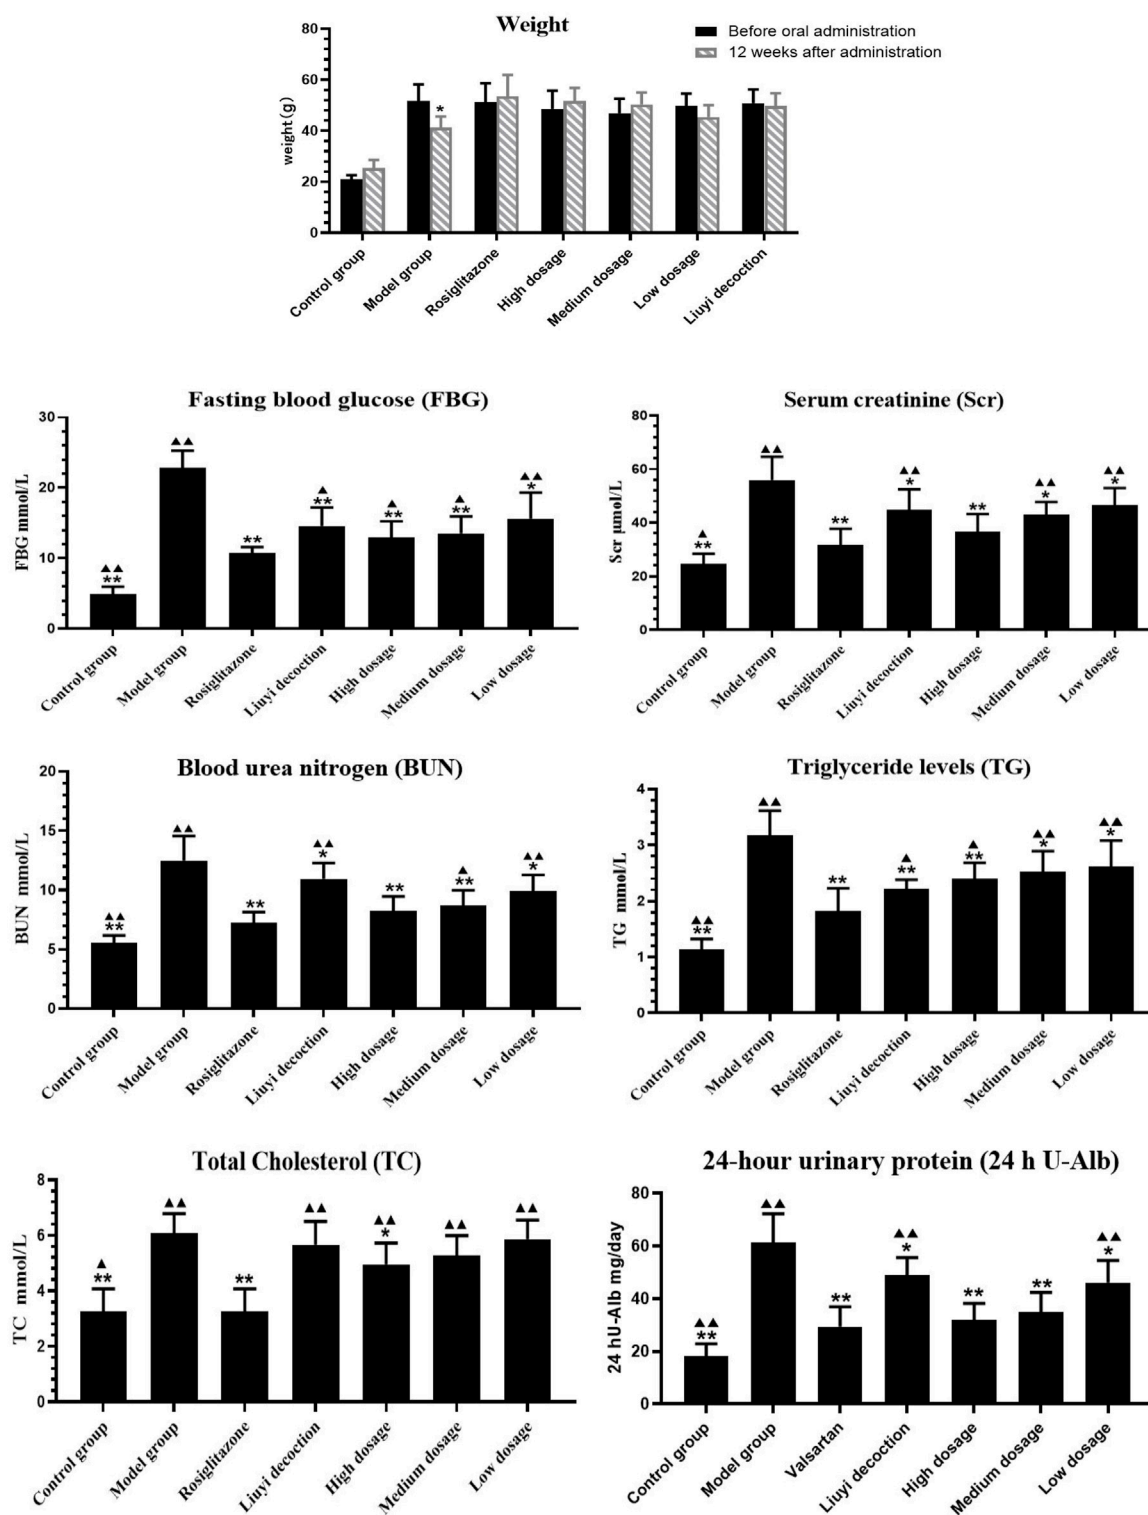 Weight
Before oral administration
12 weeks after administration
weight(g)
80
60
40
20
0
*
Control group
Model group
Rosiglitazone
High dosage
Medium dosage
Low dosage
Liuyi decoction
Fasting blood glucose (FBG)
FBG mmol/L
30
20
10
0
▲▲ ▲▲ ▲ ▲ ▲ ▲▲
** ** ** ** ** *
Control group
Model group
Rosiglitazone
Liuyi decoction
High dosage
Medium dosage
Low dosage
Serum creatinine (Scr)
Scr μmol/L
80
60
40
20
0
▲ ▲▲ ▲▲ ▲▲ ▲▲
** ** * ** * *
Control group
Model group
Rosiglitazone
Liuyi decoction
High dosage
Medium dosage
Low dosage
Blood urea nitrogen (BUN)
BUN mmol/L
20
15
10
5
0
▲▲ ▲▲ ▲▲ ▲ ▲▲
** ** * ** ** *
Control group
Model group
Rosiglitazone
Liuyi decoction
High dosage
Medium dosage
Low dosage
Triglyceride levels (TG)
TG mmol/L
4
3
2
1
0
▲▲ ▲▲ ▲ ▲ ▲▲ ▲▲
** ** ** ** * *
Control group
Model group
Rosiglitazone
Liuyi decoction
High dosage
Medium dosage
Low dosage
Total Cholesterol (TC)
TC mmol/L
8
6
4
2
0
▲ ▲▲ ▲▲ ▲▲ ▲▲ ▲▲
** ** *
Control group
Model group
Rosiglitazone
Liuyi decoction
High dosage
Medium dosage
Low dosage
24-hour urinary protein (24 h U-Alb)
24 hU-Alb mg/day
80
60
40
20
0
▲▲ ▲▲ ▲▲ ▲▲
** ** * ** ** *
Control group
Model group
Valsartan
Liuyi decoction
High dosage
Medium dosage
Low dosage